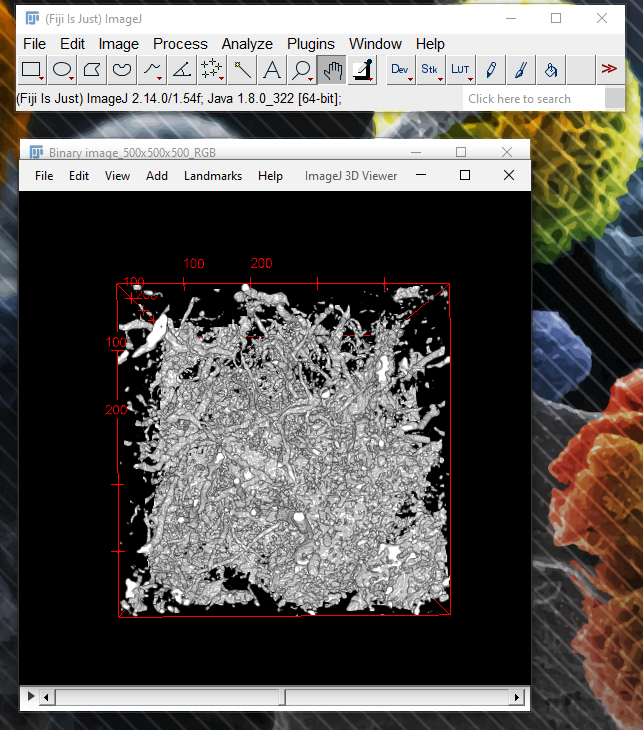 (Fiji Is Just) ImageJ
File Edit Image Process Analyze Plugins Window Help
Dev Stk LUT >>
(Fiji Is Just) ImageJ 2.14.0/1.54f; Java 1.8.0_322 [64-bit];
Click here to search
Binary image_500x500x500_RGB
File Edit View Add Landmarks Help ImageJ 3D Viewer
100 200
100
200
100
200